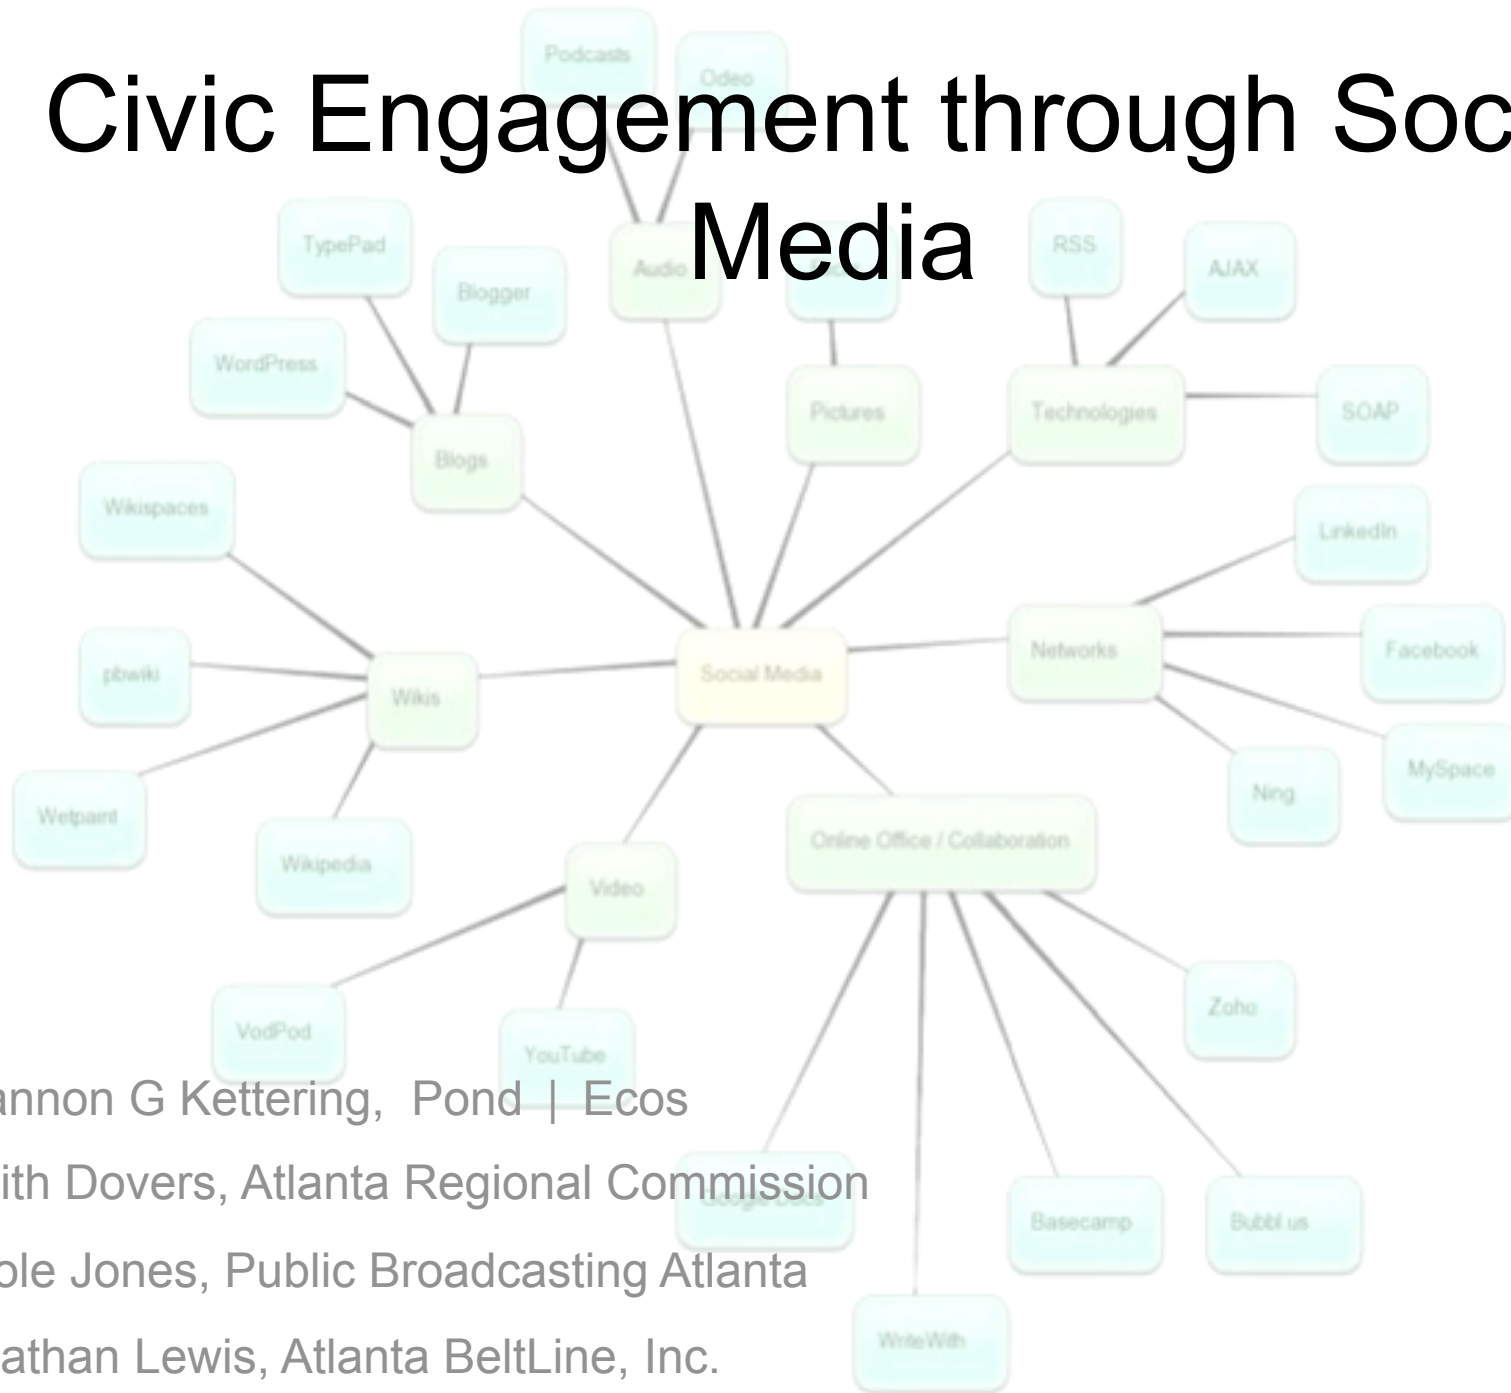 Podcasts
Odeo
Civic Engagement through Soc
Media
TypePad
Blogger
Audio
RSS
AJAX
WordPress
Pictures
Technologies
SOAP
Blogs
Wikispaces
LinkedIn
Social Media
Networks
Facebook
pbwiki
Wikis
MySpace
Ning
Wetpaint
Wikipedia
Online Office / Collaboration
Video
Zoho
VodPod
YouTube
annon G Kettering, Pond | Ecos
ith Dovers, Atlanta Regional Commission
Google Docs
Basecamp
Bubbl.us
ole Jones, Public Broadcasting Atlanta
WriteWith
athan Lewis, Atlanta BeltLine, Inc.